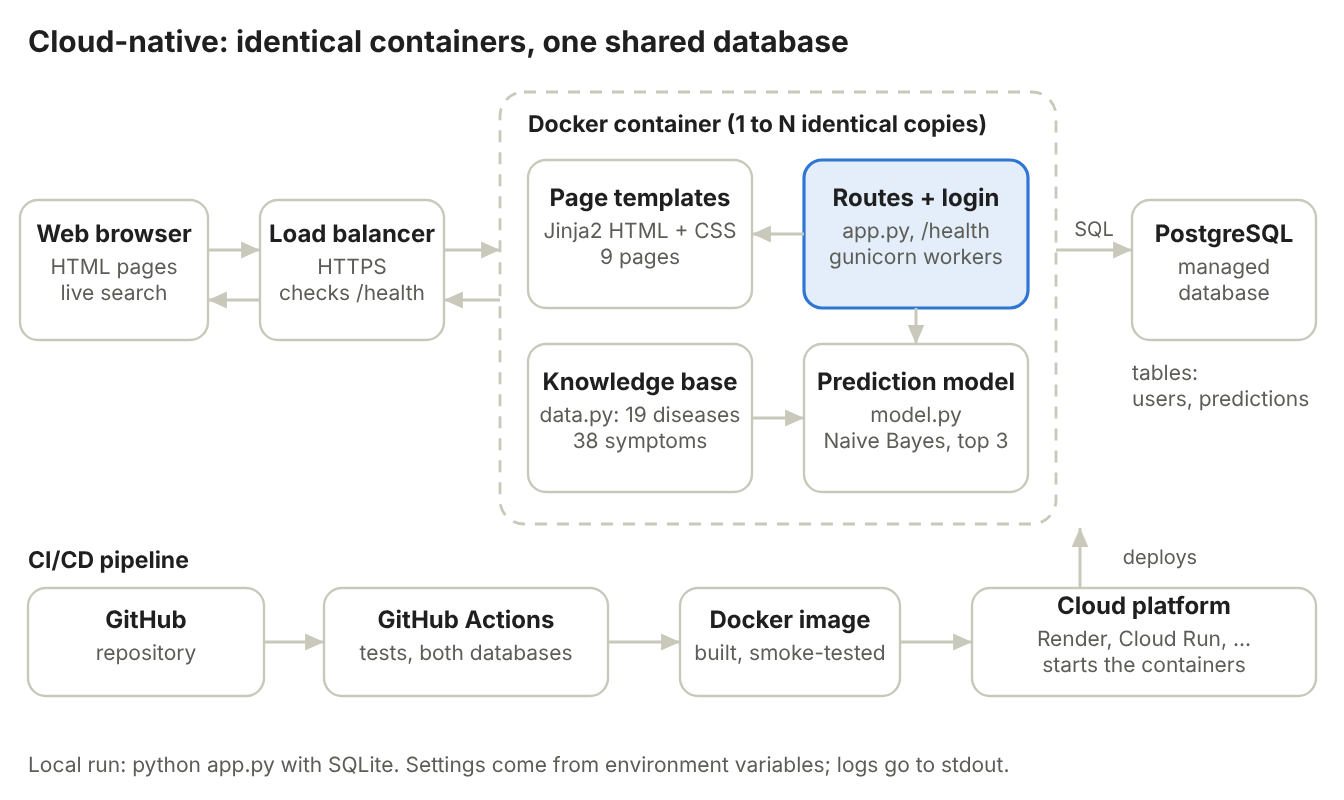 Cloud-native: identical containers, one shared database
Docker container (1 to N identical copies)
Web browser
HTML pages
live search
Load balancer
HTTPS
checks /health
Page templates
Jinja2 HTML + CSS
9 pages
Routes + login
app.py, /health
gunicorn workers
Knowledge base
data.py: 19 diseases
38 symptoms
Prediction model
model.py
Naive Bayes, top 3
SQL
PostgreSQL
managed
database
tables:
users, predictions
CI/CD pipeline
deploys
GitHub
repository
GitHub Actions
tests, both databases
Docker image
built, smoke-tested
Cloud platform
Render, Cloud Run, ...
starts the containers
Local run: python app.py with SQLite. Settings come from environment variables; logs go to stdout.